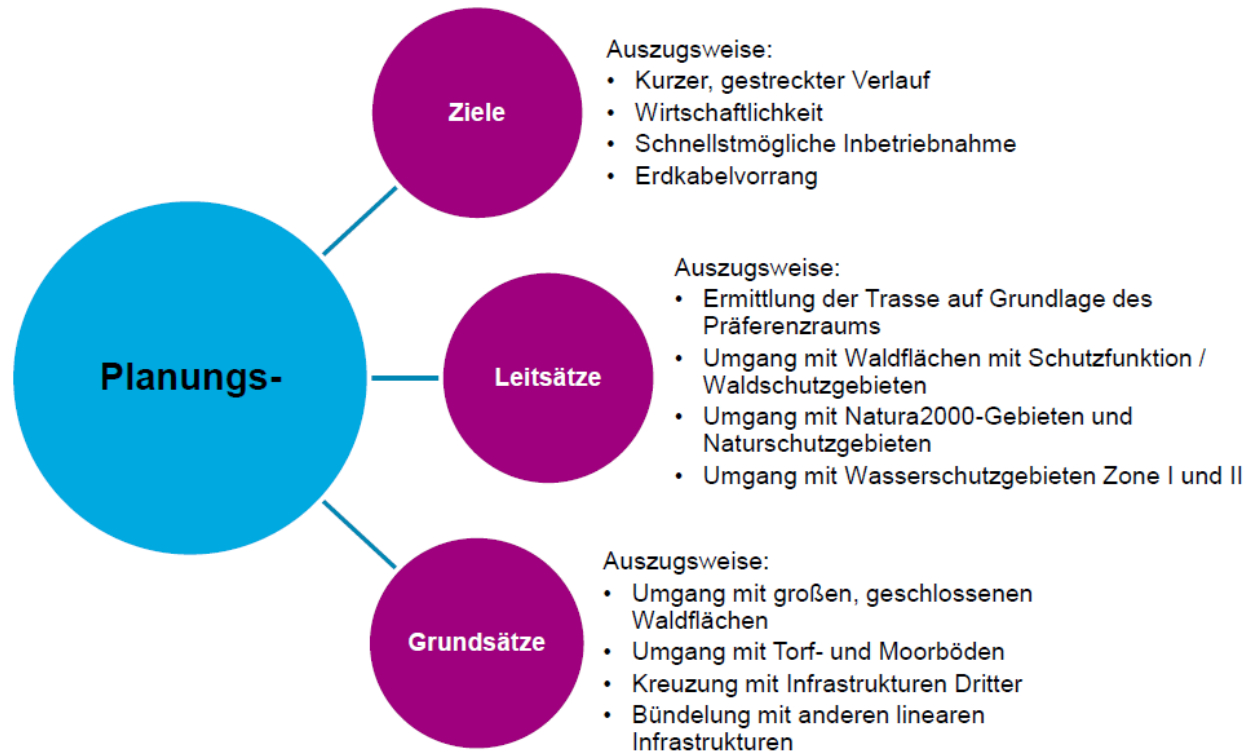 Planungs-
Ziele
Auszugsweise:
• Kurzer, gestreckter Verlauf
• Wirtschaftlichkeit
• Schnellstmögliche Inbetriebnahme
• Erdkabelvorrang
Leitsätze
Auszugsweise:
• Ermittlung der Trasse auf Grundlage des
Präferenzraums
• Umgang mit Waldflächen mit Schutzfunktion /
Waldschutzgebieten
• Umgang mit Natura2000-Gebieten und
Naturschutzgebieten
• Umgang mit Wasserschutzgebieten Zone I und II
Grundsätze
Auszugsweise:
• Umgang mit großen, geschlossenen
Waldflächen
• Umgang mit Torf- und Moorböden
• Kreuzung mit Infrastrukturen Dritter
• Bündelung mit anderen linearen
Infrastrukturen